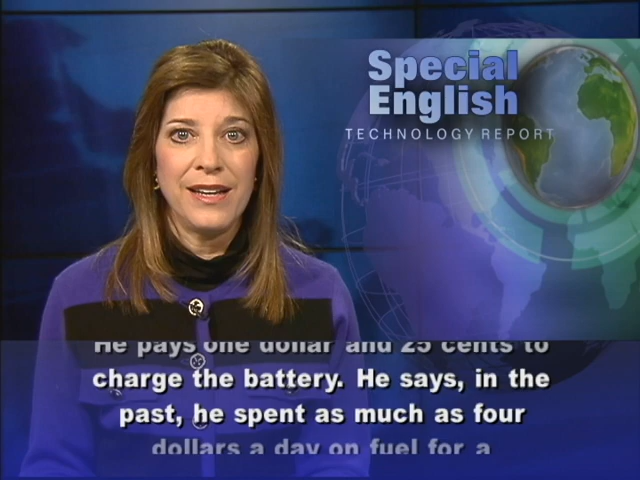 Special
English
TECHNOLOGY REPORT
He pays one dollar and 25 cents to
charge the battery. He says, in the
past, he spent as much as four
dollars a day on fuel for a